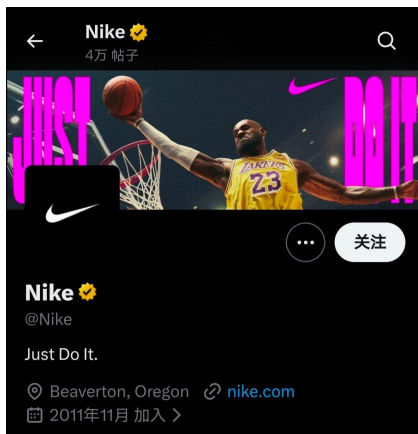 Nike
4万 帖子
JUST DO IT
LAKERS
23
关注
Nike
@Nike
Just Do It.
Beaverton, Oregon nike.com
2011年11月 加入